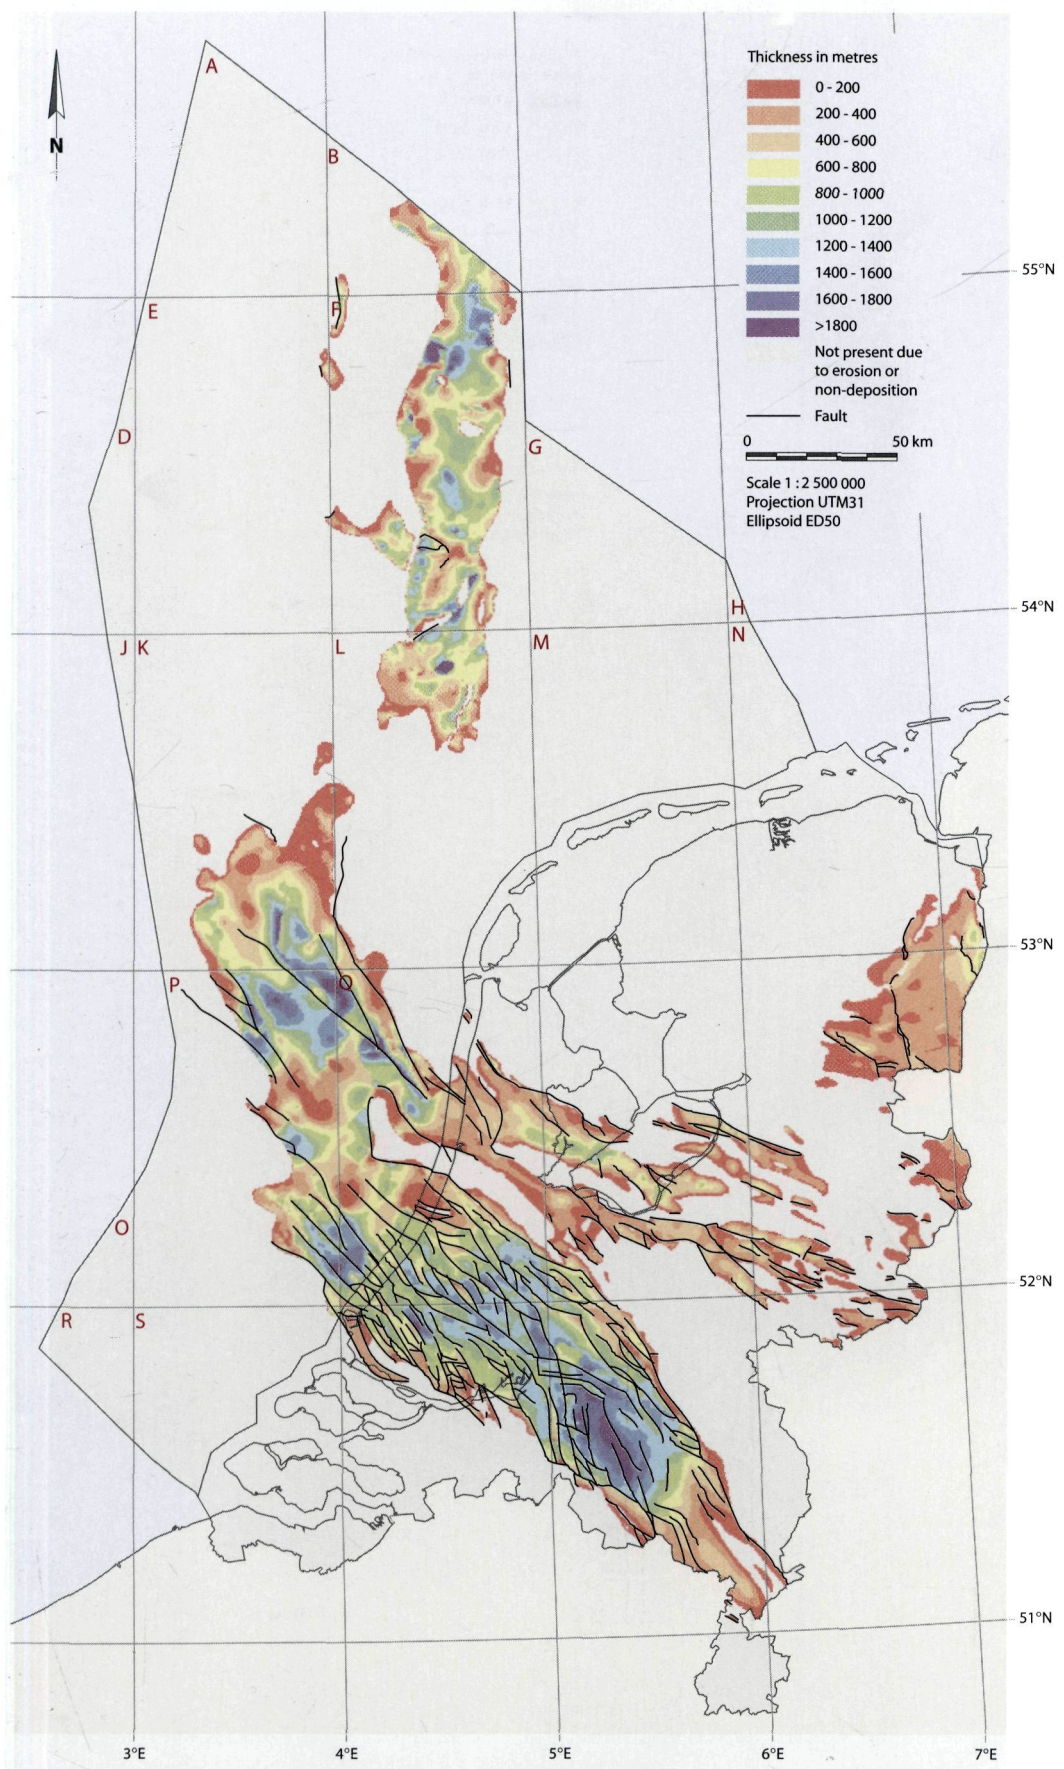 A
N
B
Thickness in metres
0 - 200
200 - 400
400 - 600
600 - 800
800 - 1000
1000 - 1200
1200 - 1400
1400 - 1600
1600 - 1800
>1800
Not present due
to erosion or
non-deposition
Fault
0 50 km
Scale 1 : 2 500 000
Projection UTM31
Ellipsoid ED50
55°N
E F
D
G
54°N
H
J K L M N
53°N
P Q
O
52°N
R S
51°N
3°E 4°E 5°E 6°E 7°E